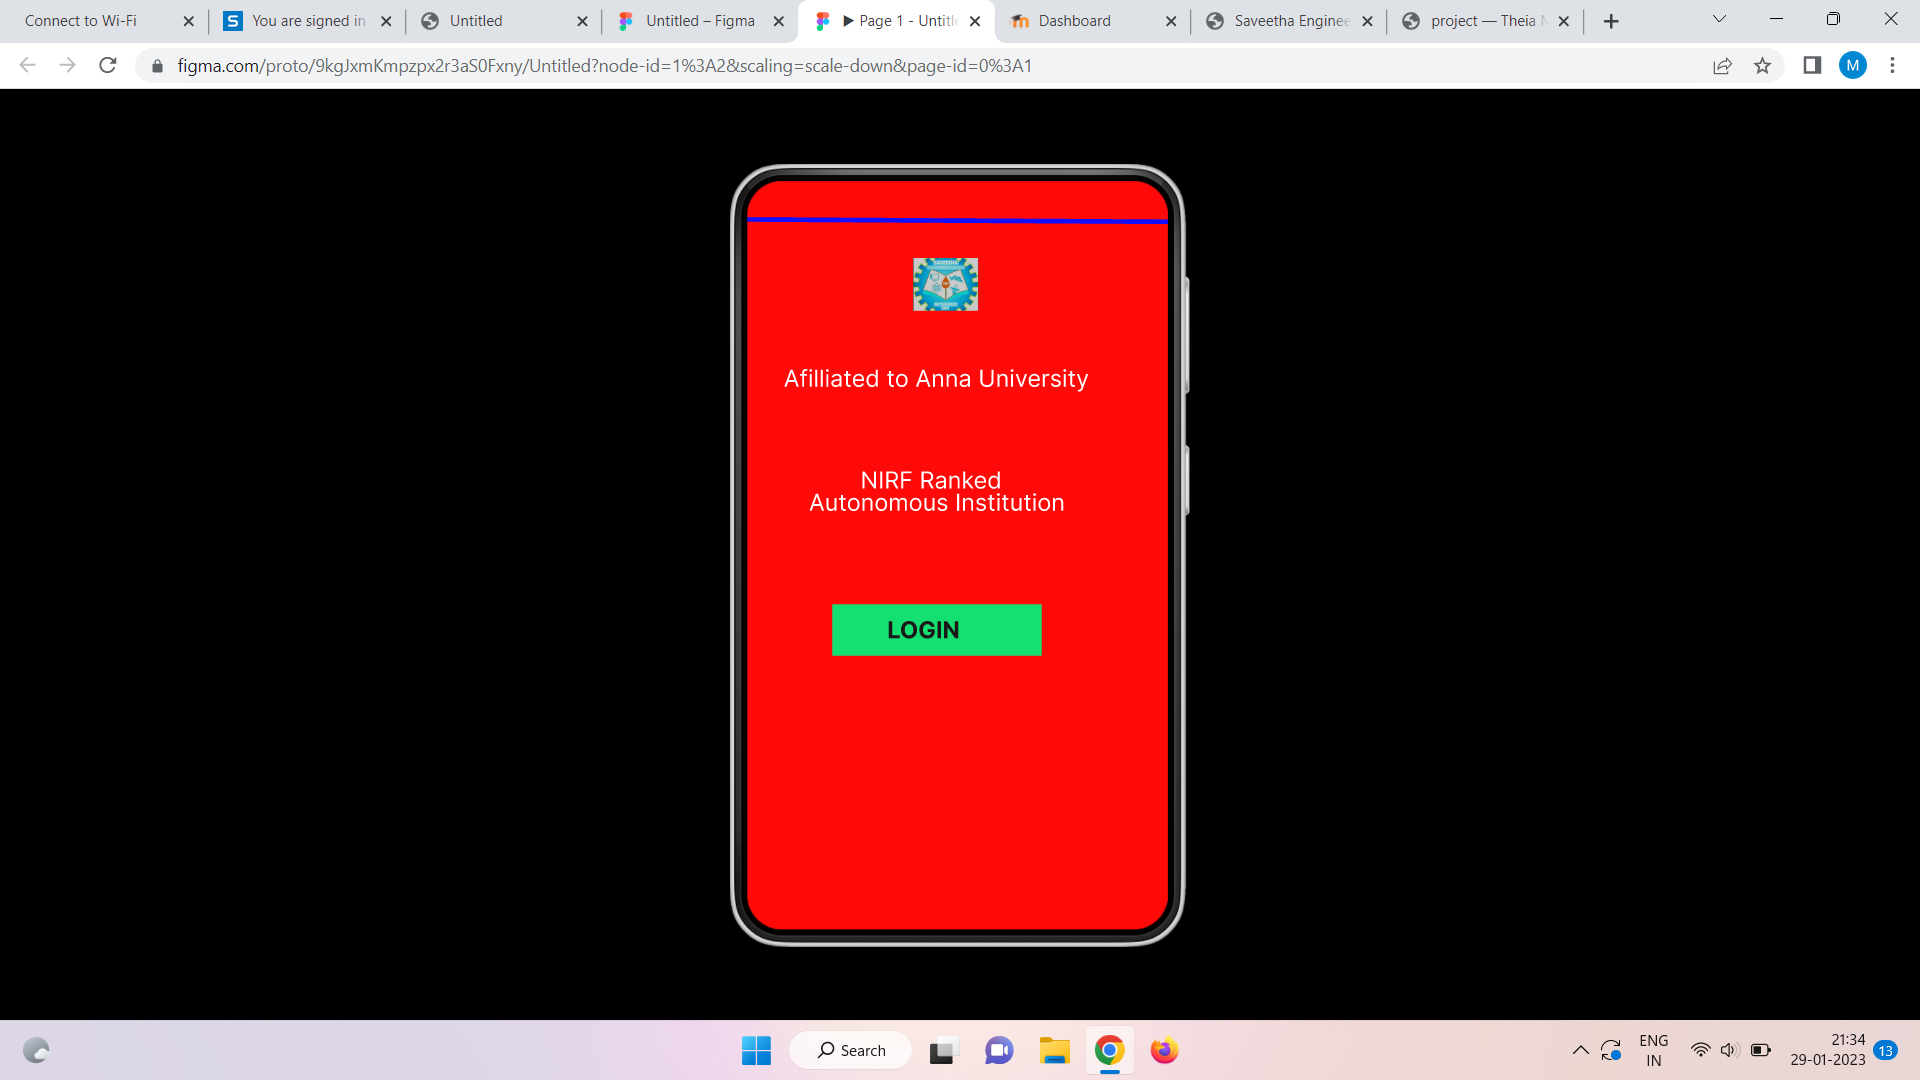 Connect to Wi-Fi
You are signed in
Untitled
Untitled – Figma
Page 1 - Untitl
Dashboard
Saveetha Enginee
project — Theia
figma.com/proto/9kgJxmKmpzpx2r3aS0Fxny/Untitled?node-id=1%3A2&scaling=scale-down&page-id=0%3A1
M
SAVEETHA
Afilliated to Anna University
NIRF Ranked
Autonomous Institution
LOGIN
Search
ENG
IN
21:34
29-01-2023
13